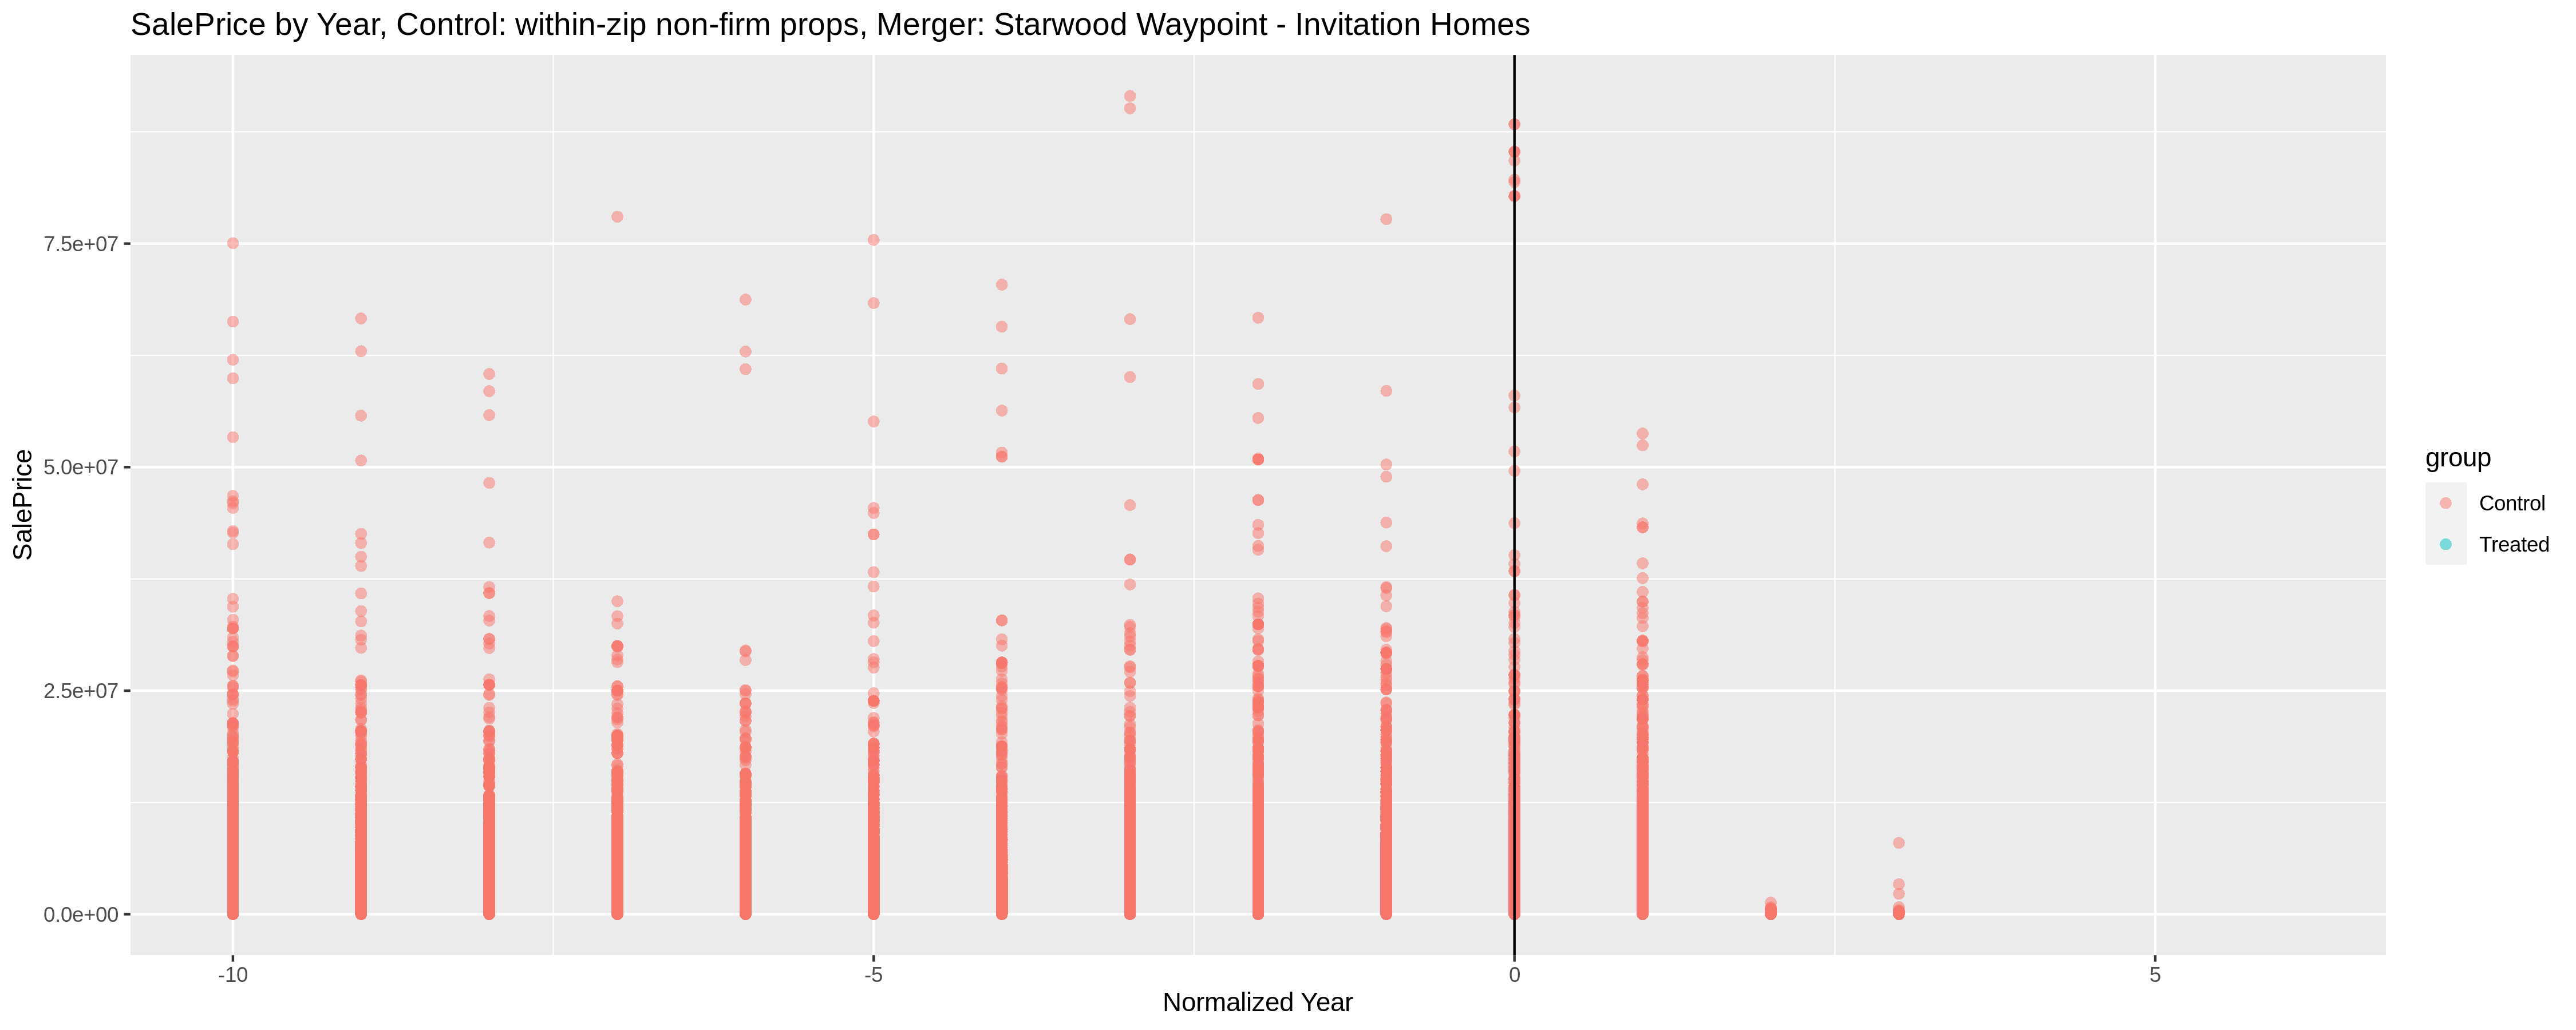 SalePrice by Year, Control: within-zip non-firm props, Merger: Starwood Waypoint - Invitation Homes
SalePrice
7.5e+07
5.0e+07
2.5e+07
0.0e+00
-10
-5
0
5
Normalized Year
group
Control
Treated